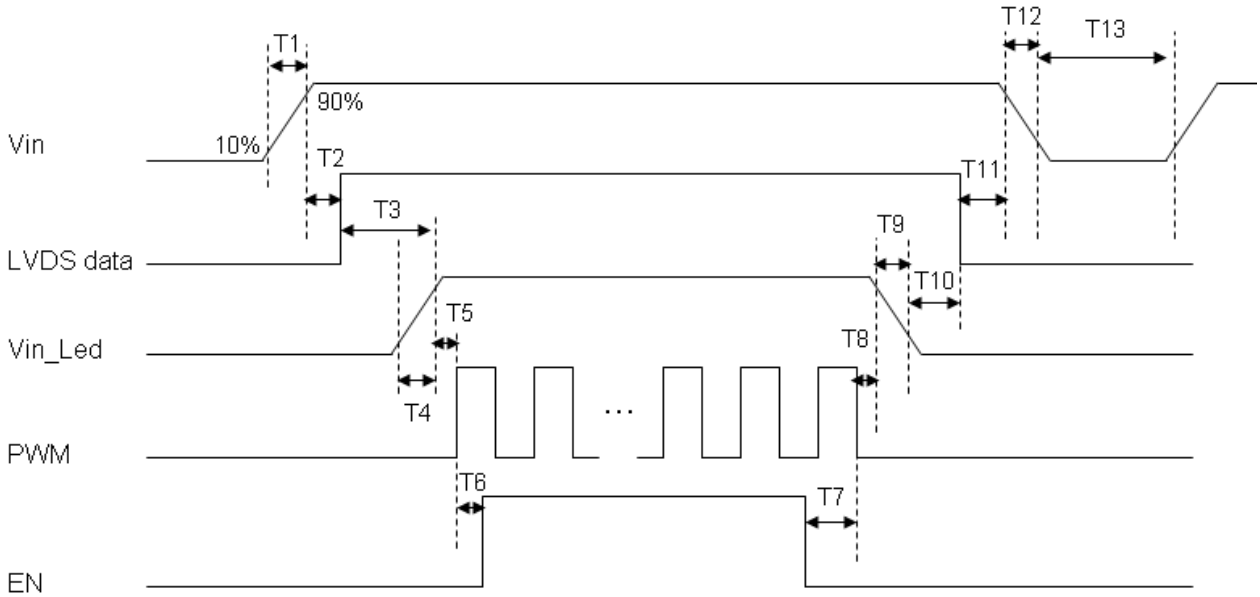 T12
T1
T13
90%
10%
Vin
T2
T11
T3
T9
LVDS data
T10
T5
Vin_Led
T8
T4
...
PWM
T6
T7
EN